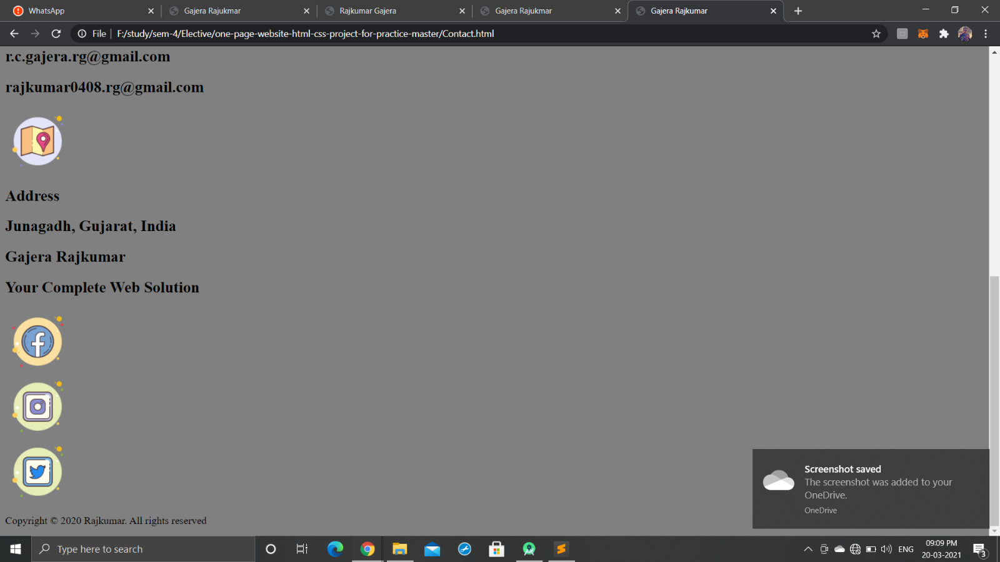 WhatsApp
Gajera Rajukmar
Rajkumar Gajera
Gajera Rajukmar
Gajera Rajkumar
File
F:/study/sem-4/Elective/one-page-website-html-css-project-for-practice-master/Contact.html
r.c.gajera.rg@gmail.com
rajkumar0408.rg@gmail.com
Address
Junagadh, Gujarat, India
Gajera Rajkumar
Your Complete Web Solution
Copyright © 2020 Rajkumar. All rights reserved
Screenshot saved
The screenshot was added to your
OneDrive.
OneDrive
Type here to search
ENG
09:09 PM
20-03-2021
3